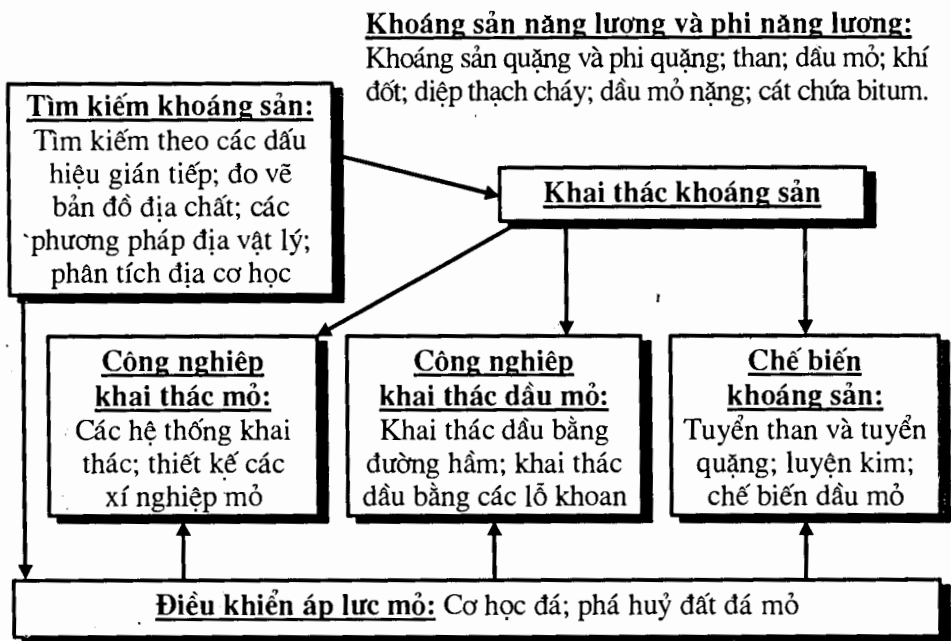 Khoáng sản năng lượng và phi năng lượng:
Khoáng sản quặng và phi quặng; than; dầu mỏ; khí
đốt; diệp thạch cháy; dầu mỏ nặng; cát chứa bitum.
Tìm kiếm khoáng sản:
Tìm kiếm theo các dấu
hiệu gián tiếp; đo vẽ
bản đồ địa chất; các
phương pháp địa vật lý;
phân tích địa cơ học
Khai thác khoáng sản
Công nghiệp
khai thác mỏ:
Các hệ thống khai
thác; thiết kế các
xí nghiệp mỏ
Công nghiệp
khai thác dầu mỏ:
Khai thác dầu bằng
đường hầm; khai thác
dầu bằng các lỗ khoan
Chế biến
khoáng sản:
Tuyển than và tuyển
quặng; luyện kim;
chế biến dầu mỏ
Điều khiển áp lực mỏ: Cơ học đá; phá huỷ đất đá mỏ